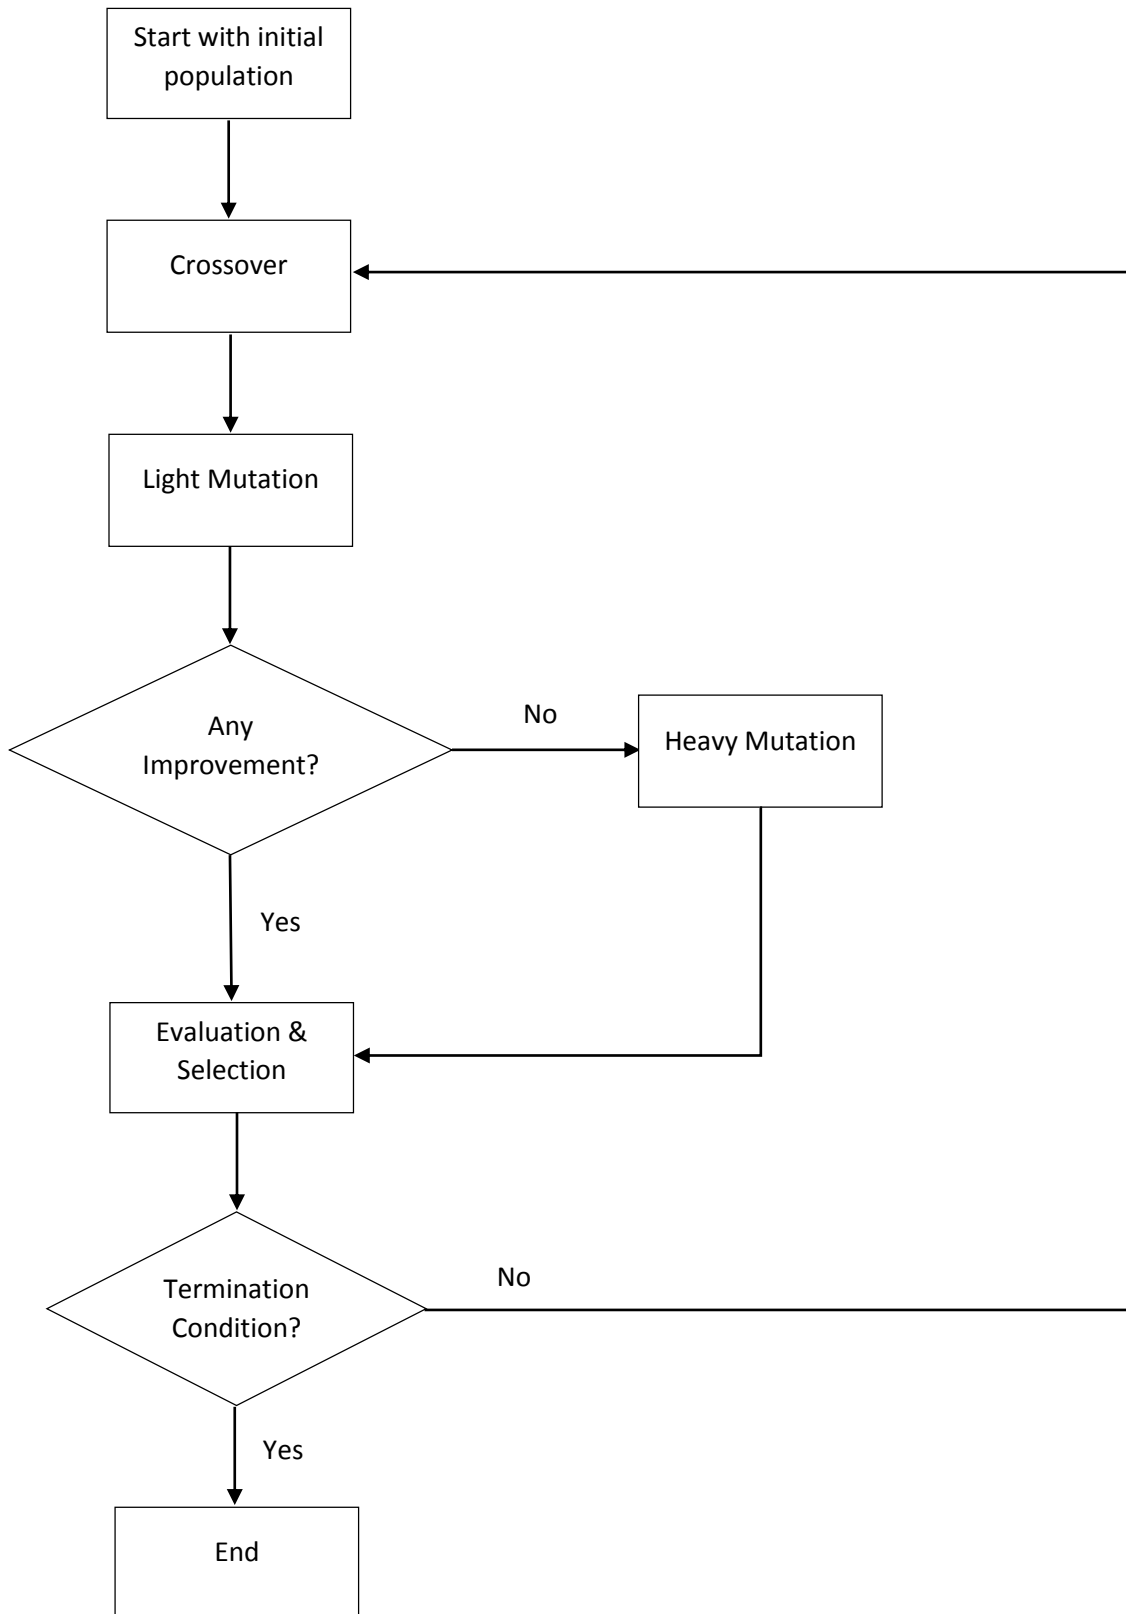 Start with initial
population
Crossover
Light Mutation
Any
Improvement?
No
Heavy Mutation
Yes
Evaluation &
Selection
Termination
Condition?
No
Yes
End